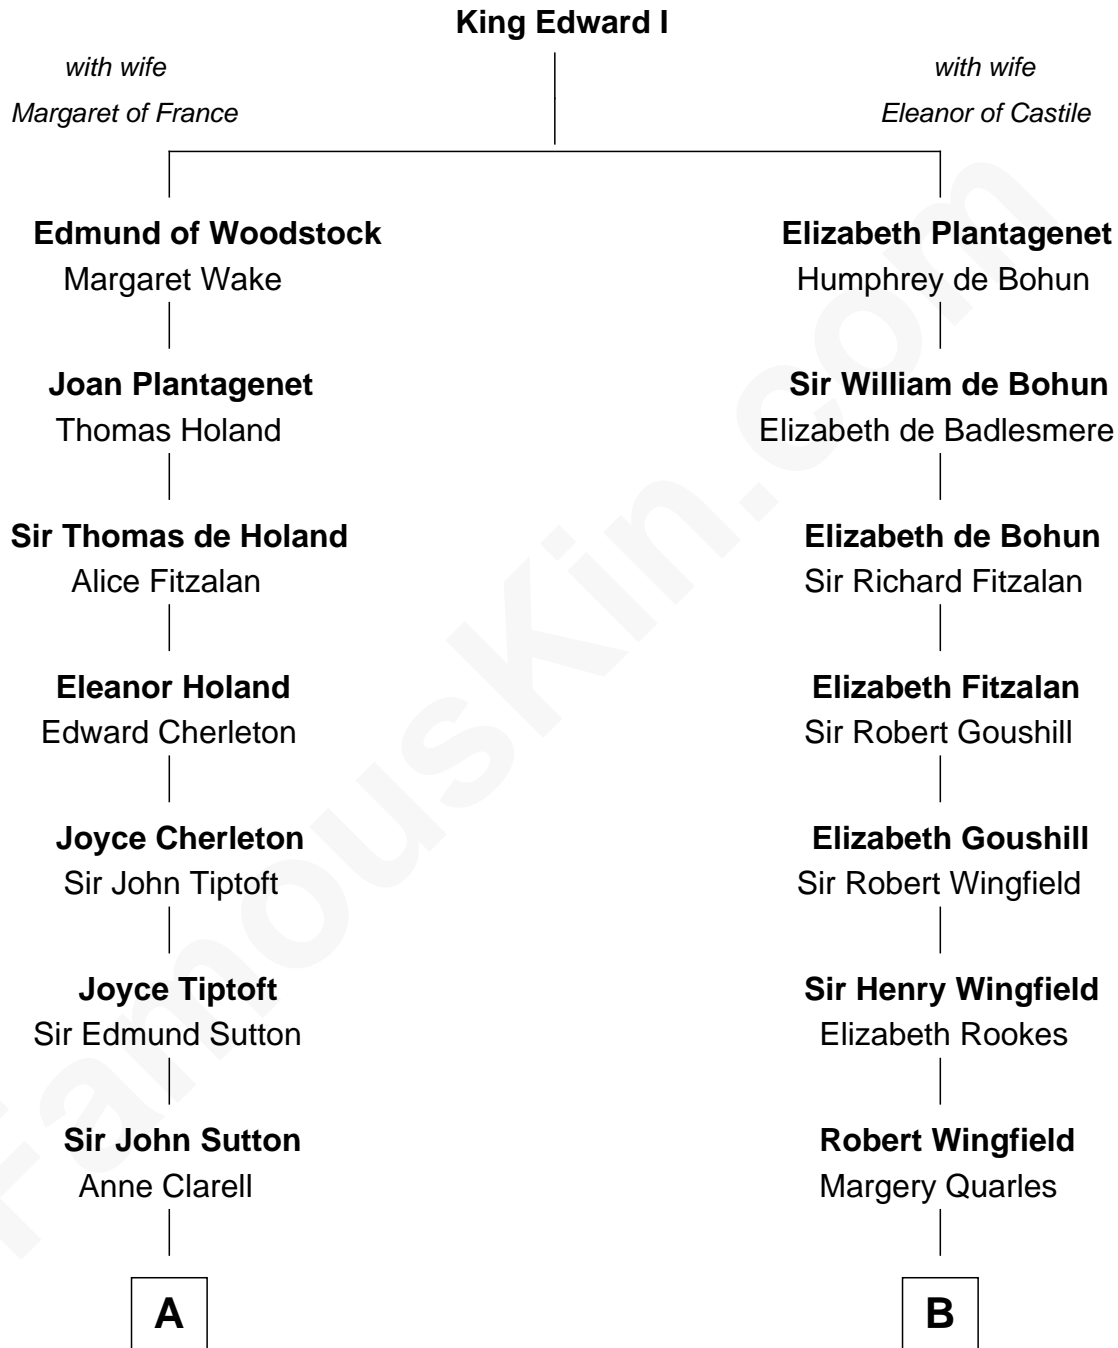 King Edward I
with wife
Margaret of France
with wife
Eleanor of Castile
Edmund of Woodstock
Margaret Wake
Elizabeth Plantagenet
Humphrey de Bohun
Joan Plantagenet
Thomas Holand
Sir William de Bohun
Elizabeth de Badlesmere
Sir Thomas de Holand
Alice Fitzalan
Elizabeth de Bohun
Sir Richard Fitzalan
Eleanor Holand
Edward Cherleton
Elizabeth Fitzalan
Sir Robert Goushill
Joyce Cherleton
Sir John Tiptoft
Elizabeth Goushill
Sir Robert Wingfield
Joyce Tiptoft
Sir Edmund Sutton
Sir Henry Wingfield
Elizabeth Rookes
Sir John Sutton
Anne Clarell
Robert Wingfield
Margery Quarles
A
B
FamousKin.com